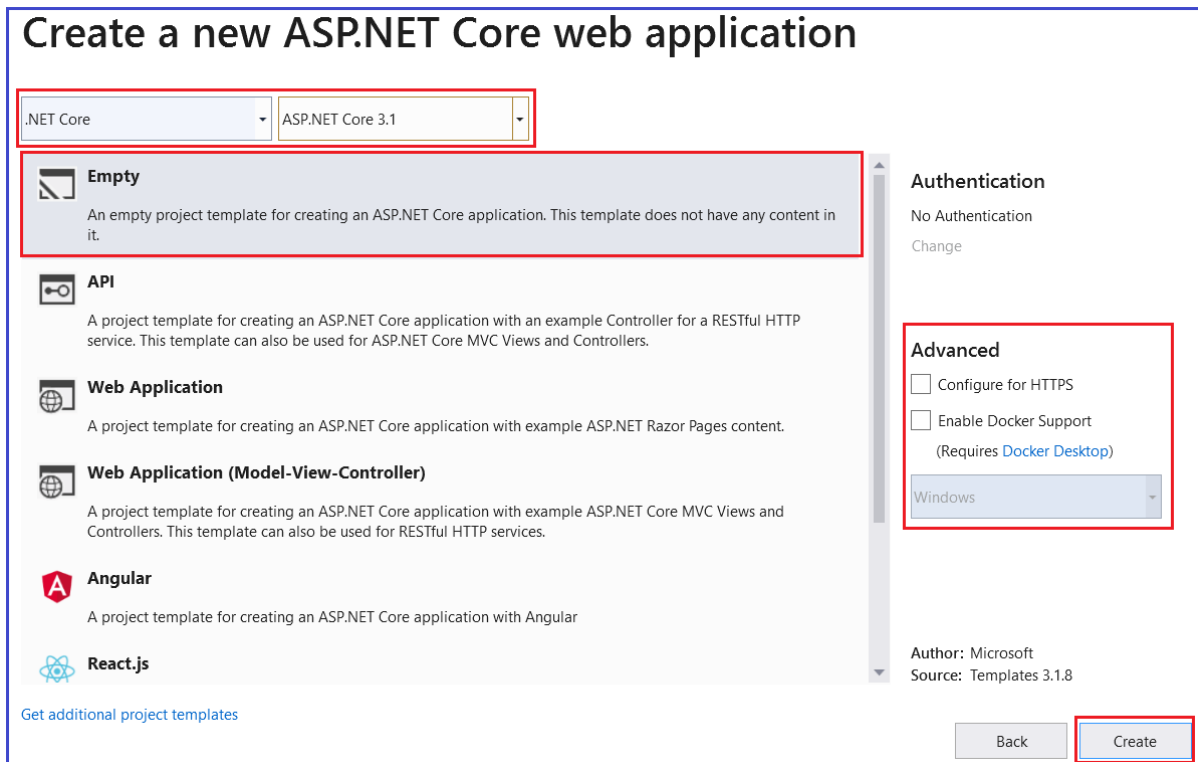 Create a new ASP.NET Core web application
.NET Core
ASP.NET Core 3.1
Empty
An empty project template for creating an ASP.NET Core application. This template does not have any content in
it.
API
A project template for creating an ASP.NET Core application with an example Controller for a RESTful HTTP
service. This template can also be used for ASP.NET Core MVC Views and Controllers.
Web Application
A project template for creating an ASP.NET Core application with example ASP.NET Razor Pages content.
Web Application (Model-View-Controller)
A project template for creating an ASP.NET Core application with example ASP.NET Core MVC Views and
Controllers. This template can also be used for RESTful HTTP services.
Angular
A project template for creating an ASP.NET Core application with Angular
React.js
Get additional project templates
Authentication
No Authentication
Change
Advanced
Configure for HTTPS
Enable Docker Support
(Requires Docker Desktop)
Windows
Author: Microsoft
Source: Templates 3.1.8
Back
Create